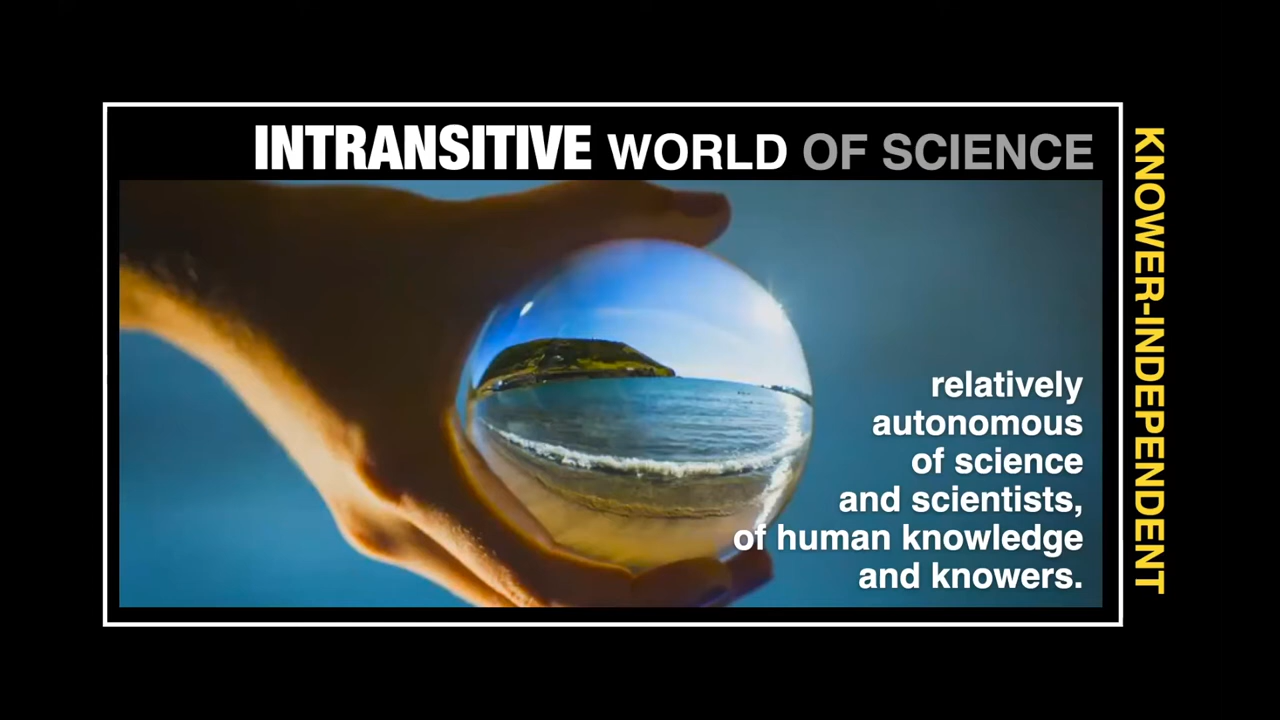 INTRANSITIVE WORLD OF SCIENCE
relatively
autonomous
of science
and scientists,
of human knowledge
and knowers.
KNOWER-INDEPENDENT